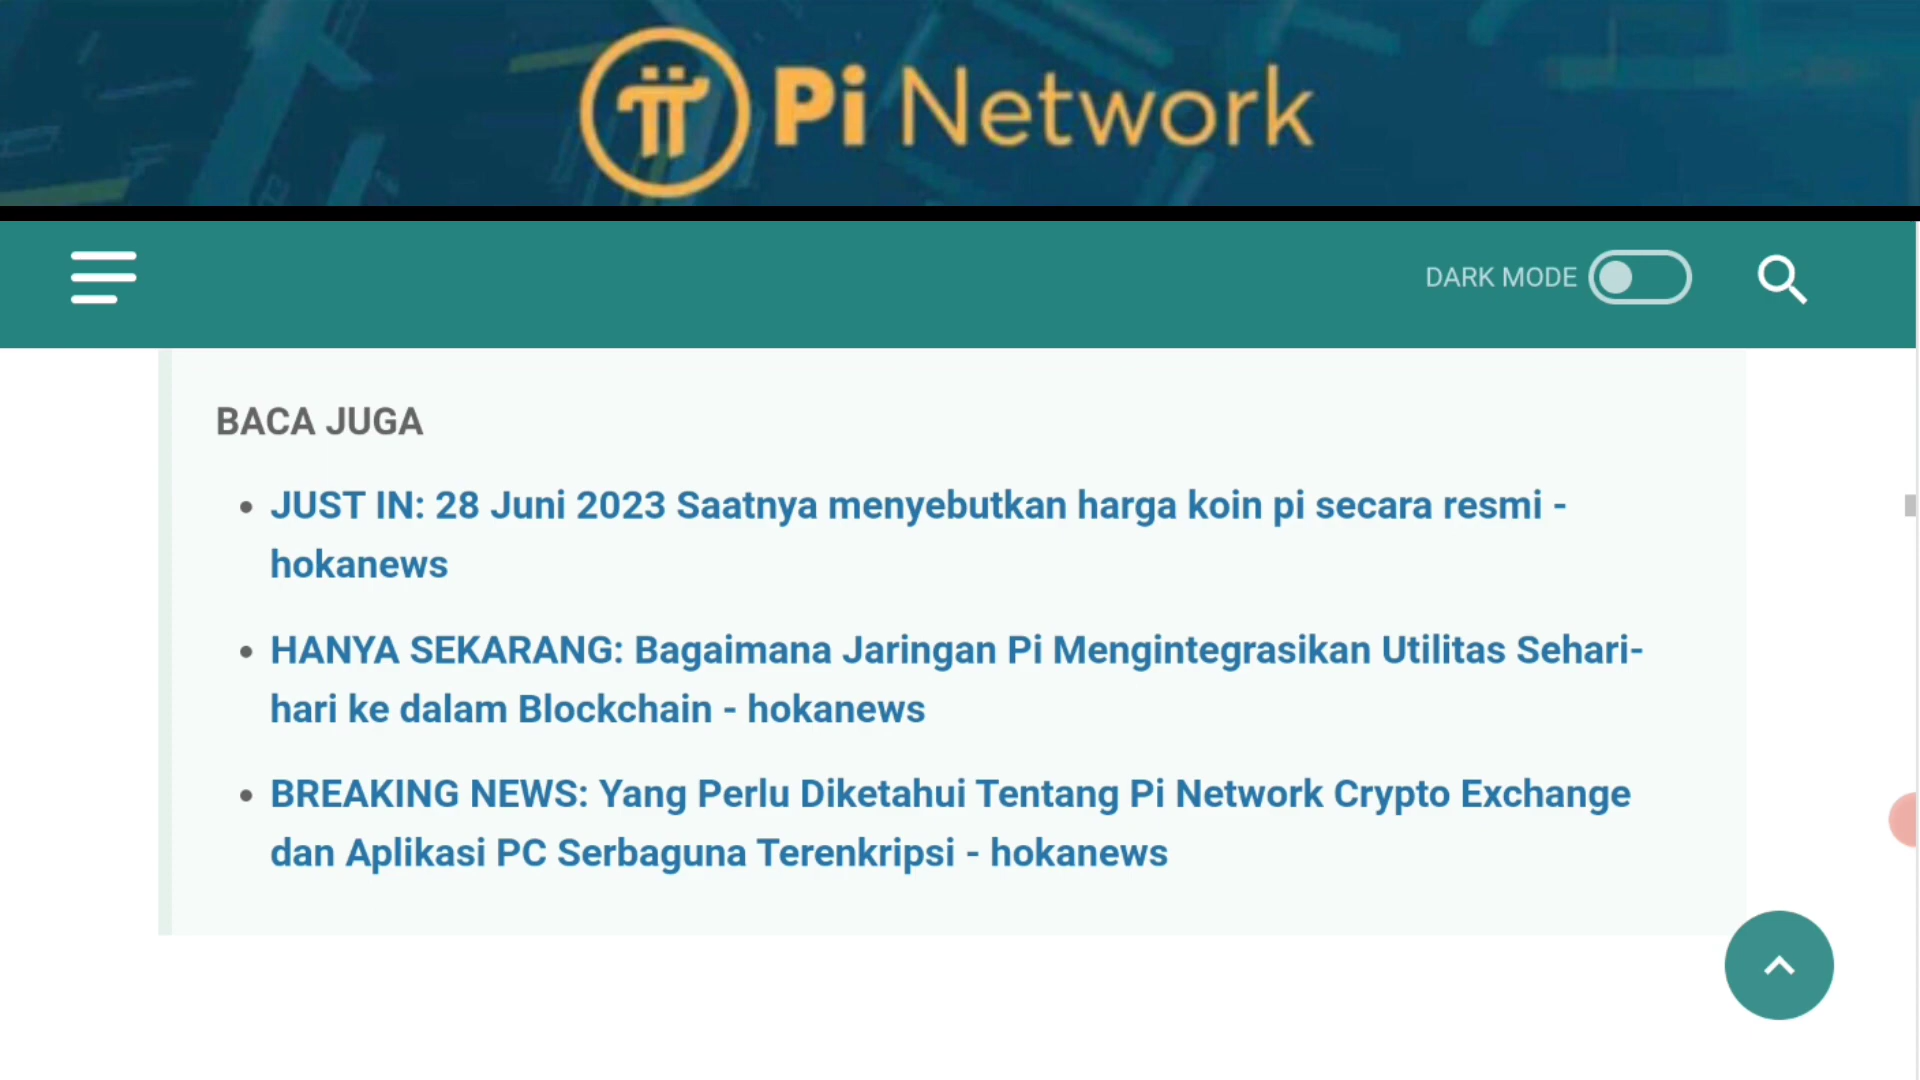 Pi Network
DARK MODE
BACA JUGA
JUST IN: 28 Juni 2023 Saatnya menyebutkan harga koin pi secara resmi -
hokanews
HANYA SEKARANG: Bagaimana Jaringan Pi Mengintegrasikan Utilitas Sehari-
hari ke dalam Blockchain - hokanews
BREAKING NEWS: Yang Perlu Diketahui Tentang Pi Network Crypto Exchange
dan Aplikasi PC Serbaguna Terenkripsi - hokanews